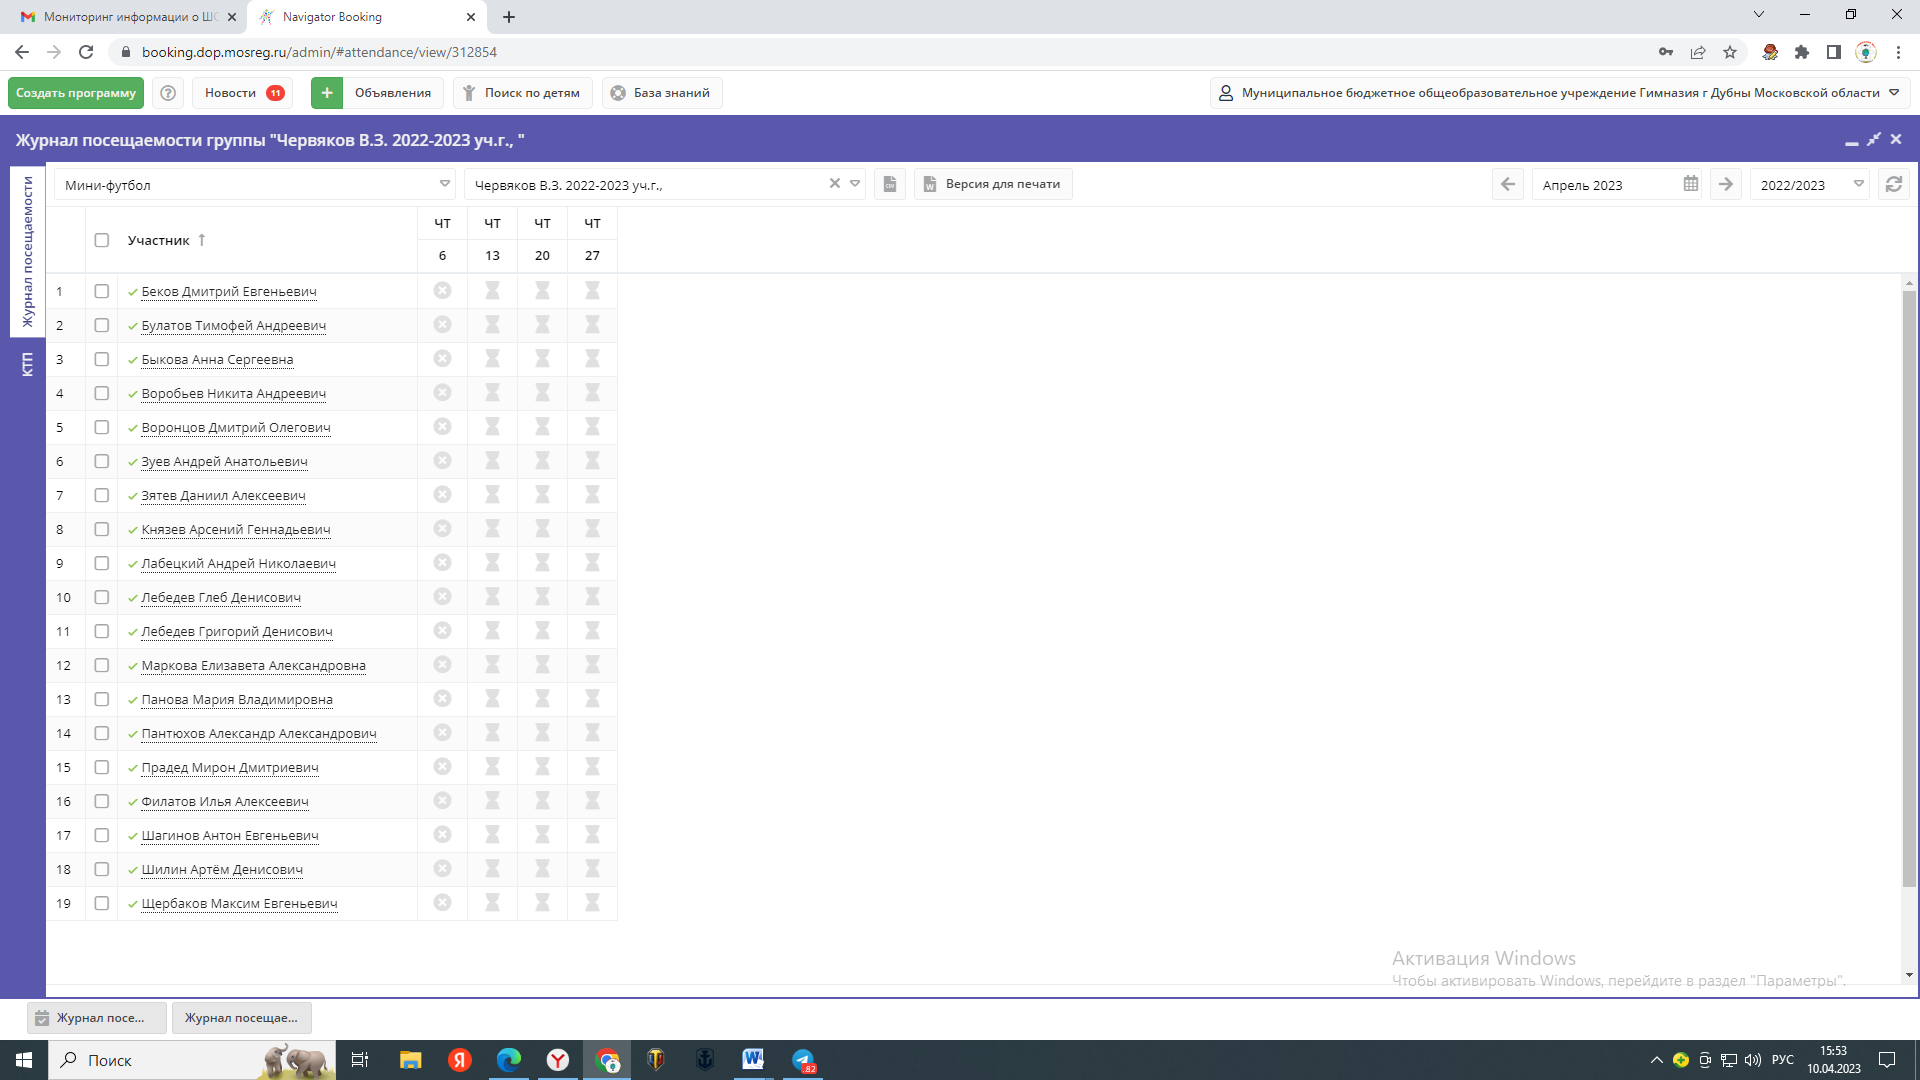 Мониторинг информации о ШС
Navigator Booking
booking.dop.mosreg.ru/admin/#attendance/view/312854
Создать программу
Новости 11
Объявления
Поиск по детям
База знаний
Муниципальное бюджетное общеобразовательное учреждение Гимназия г Дубны Московской области
Журнал посещаемости группы "Червяков В.З. 2022-2023 уч.г., "
Журнал посещаемости
КТП
Мини-футбол
Червяков В.З. 2022-2023 уч.г.,
Версия для печати
Апрель 2023
2022/2023
Участник ↑
ЧТ ЧТ ЧТ ЧТ
6 13 20 27
1 Беков Дмитрий Евгеньевич
2 Булатов Тимофей Андреевич
3 Быкова Анна Сергеевна
4 Воробьев Никита Андреевич
5 Воронцов Дмитрий Олегович
6 Зуев Андрей Анатольевич
7 Зятев Даниил Алексеевич
8 Князев Арсений Геннадьевич
9 Лабецкий Андрей Николаевич
10 Лебедев Глеб Денисович
11 Лебедев Григорий Денисович
12 Маркова Елизавета Александровна
13 Панова Мария Владимировна
14 Пантюхов Александр Александрович
15 Прадед Мирон Дмитриевич
16 Филатов Илья Алексеевич
17 Шагинов Антон Евгеньевич
18 Шилин Артём Денисович
19 Щербаков Максим Евгеньевич
Активация Windows
Чтобы активировать Windows, перейдите в раздел "Параметры".
Журнал посе...
Журнал посещае...
Поиск
82
РУС
15:53
10.04.2023